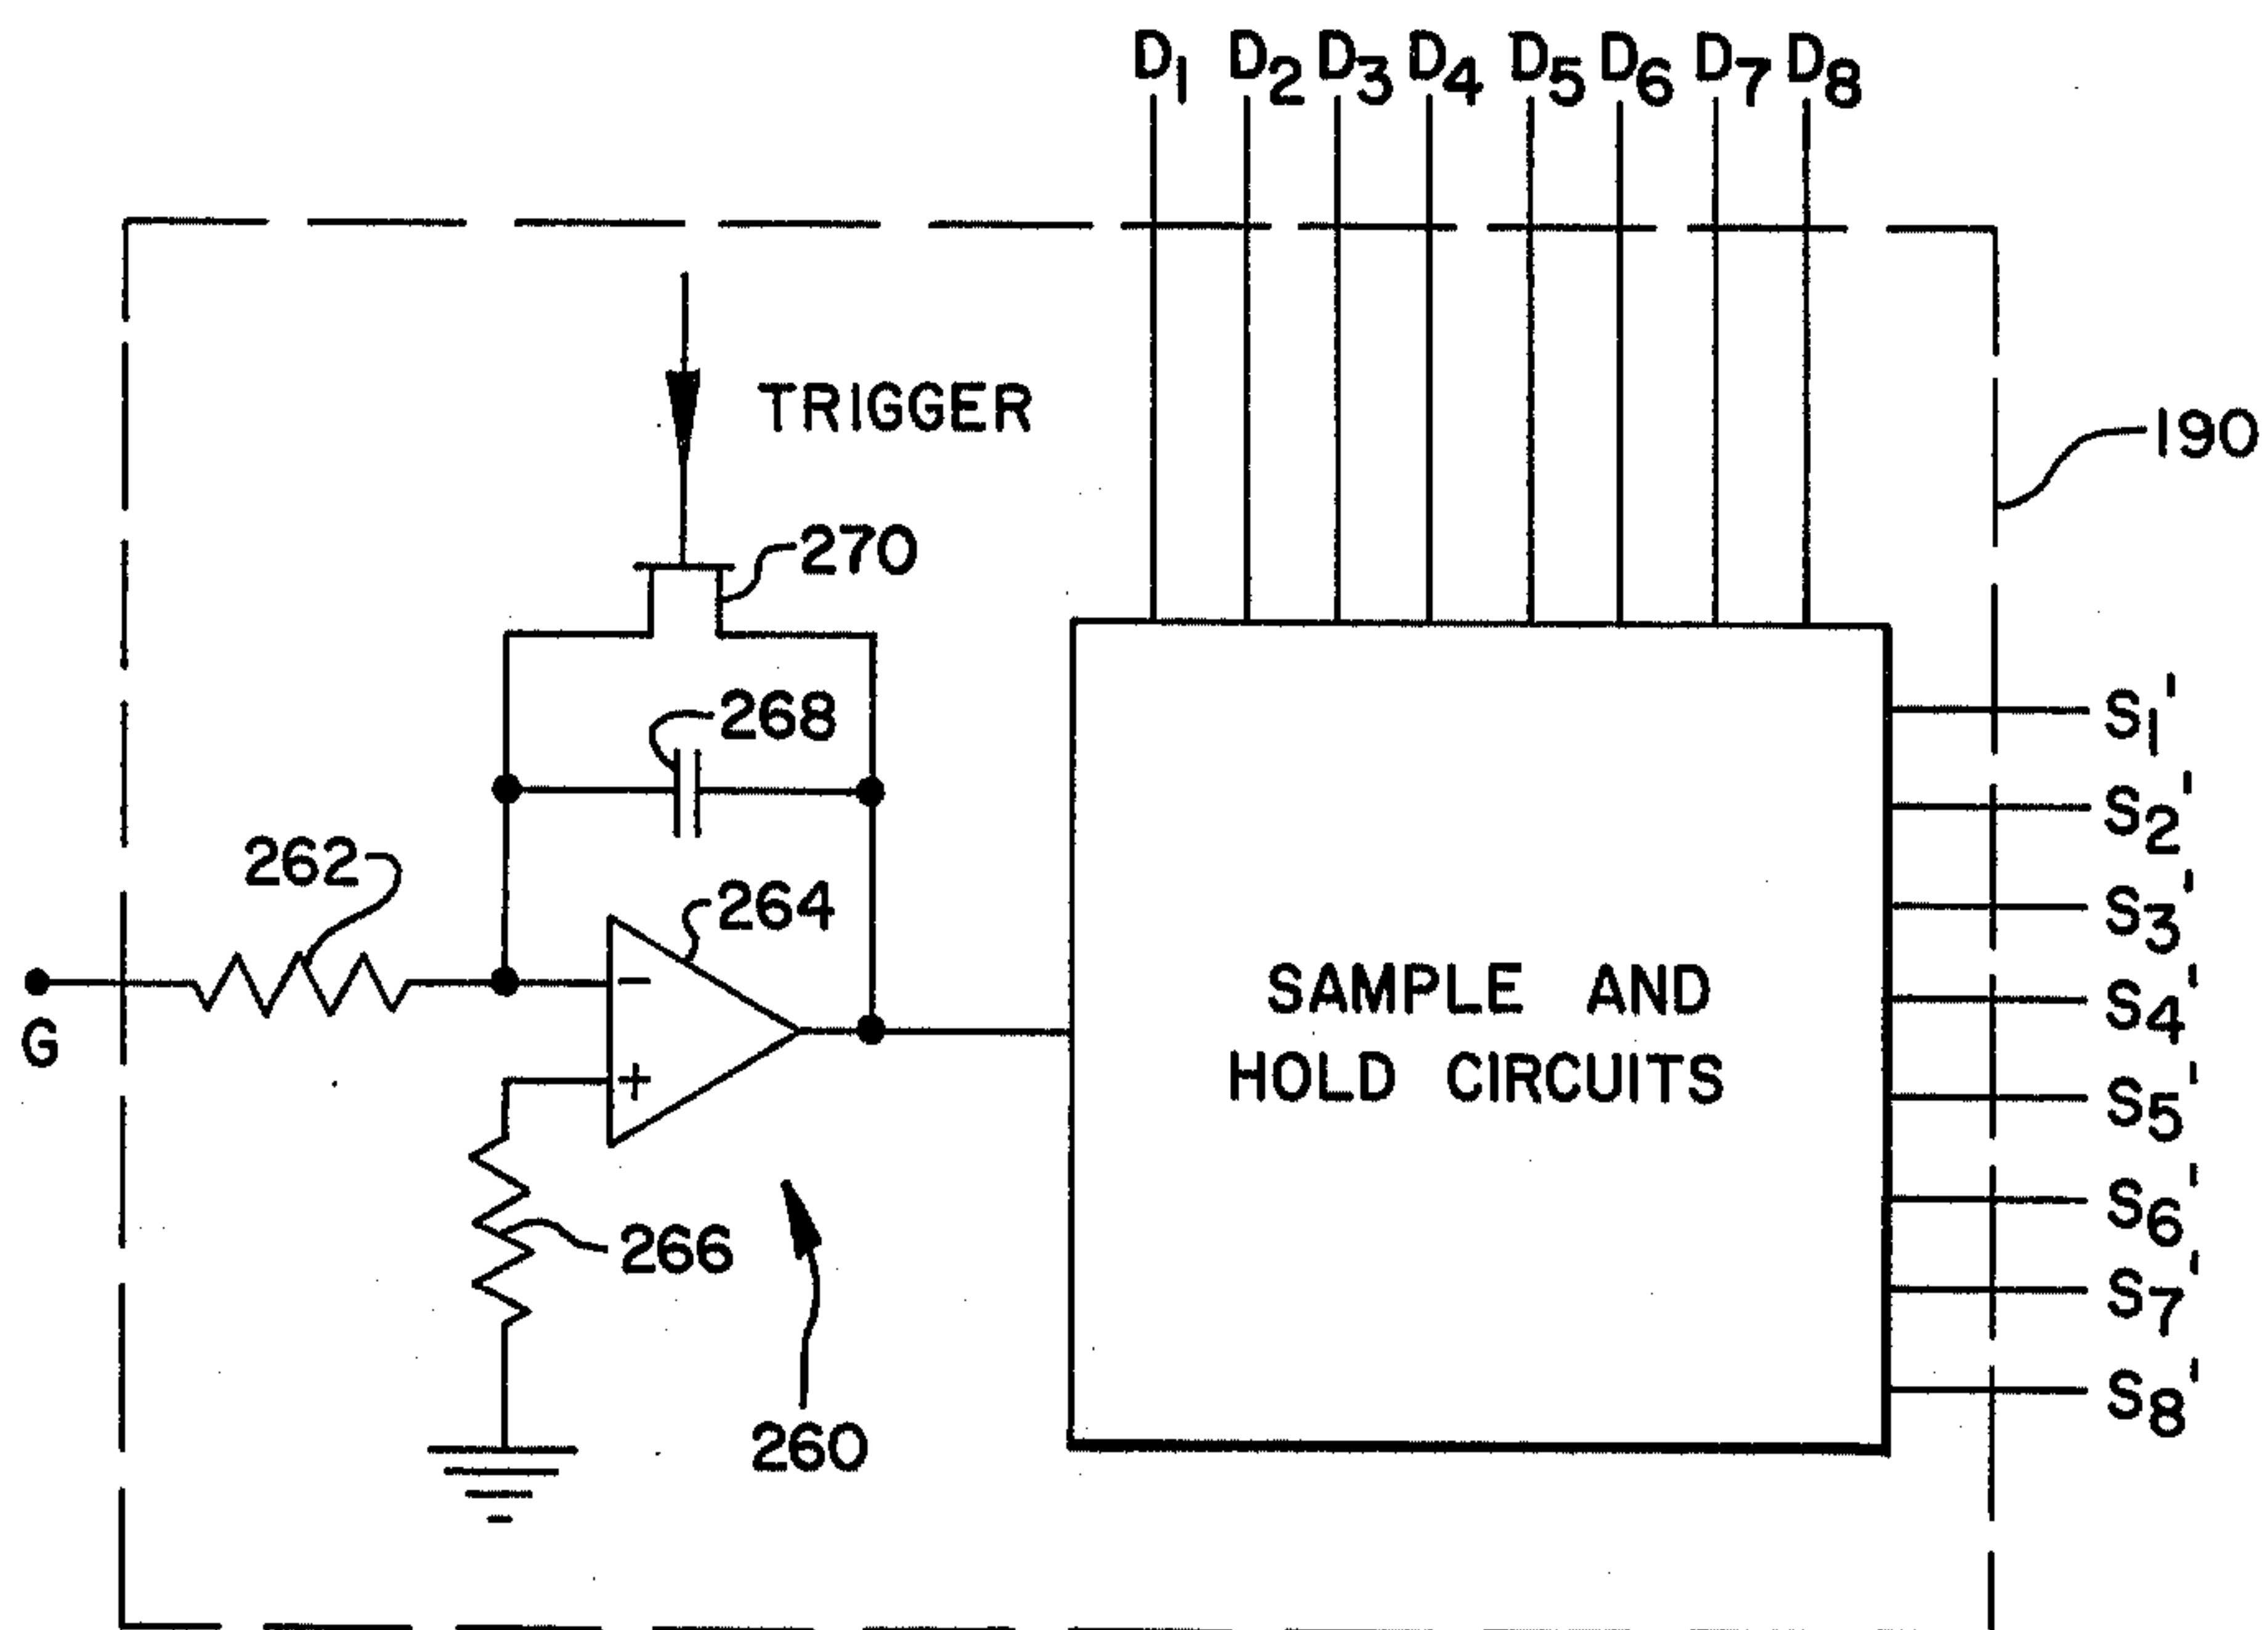 D1 D2 D3 D4 D5 D6 D7 D8
TRIGGER
190
270
268
S1'
S2'
262
264
S3'
SAMPLE AND
HOLD CIRCUITS
S4'
G
-
+
S5'
266
S6'
S7'
260
S8'